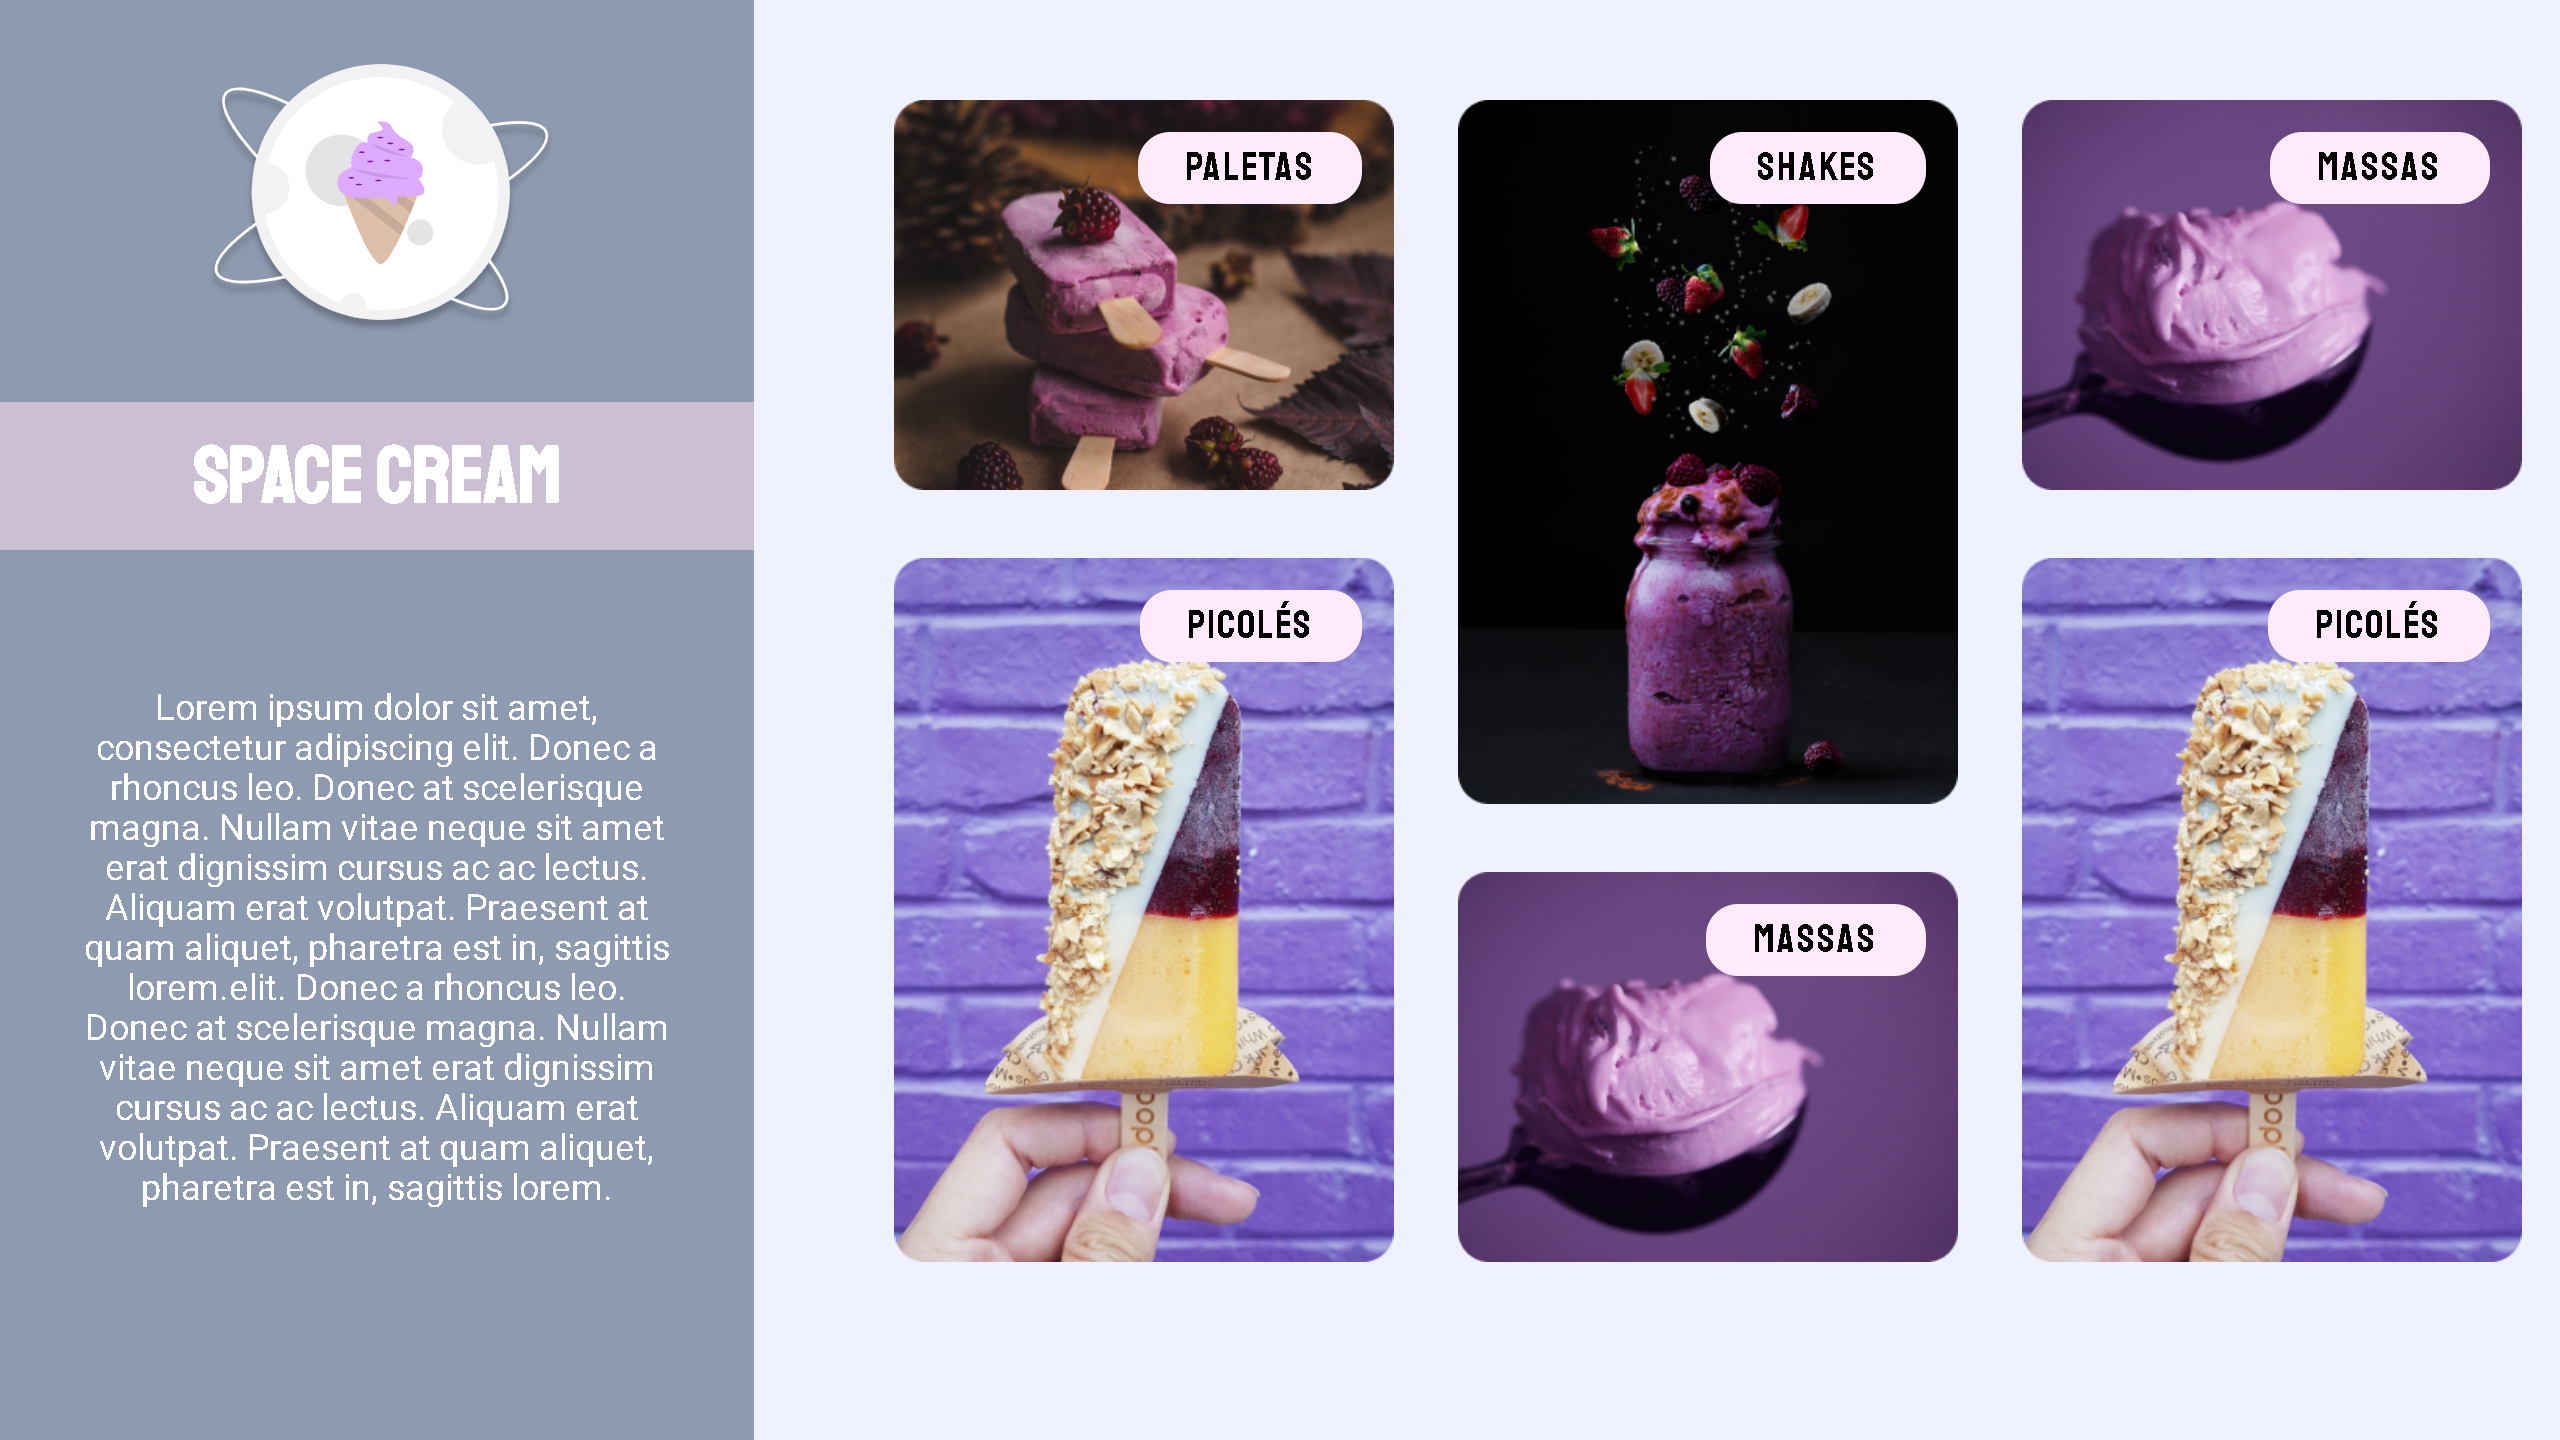 SPACE CREAM
Lorem ipsum dolor sit amet,
consectetur adipiscing elit. Donec a
rhoncus leo. Donec at scelerisque
magna. Nullam vitae neque sit amet
erat dignissim cursus ac ac lectus.
Aliquam erat volutpat. Praesent at
quam aliquet, pharetra est in, sagittis
lorem.elit. Donec a rhoncus leo.
Donec at scelerisque magna. Nullam
vitae neque sit amet erat dignissim
cursus ac ac lectus. Aliquam erat
volutpat. Praesent at quam aliquet,
pharetra est in, sagittis lorem.
PALETAS
SHAKES
MASSAS
PICOLÉS
MASSAS
PICOLÉS